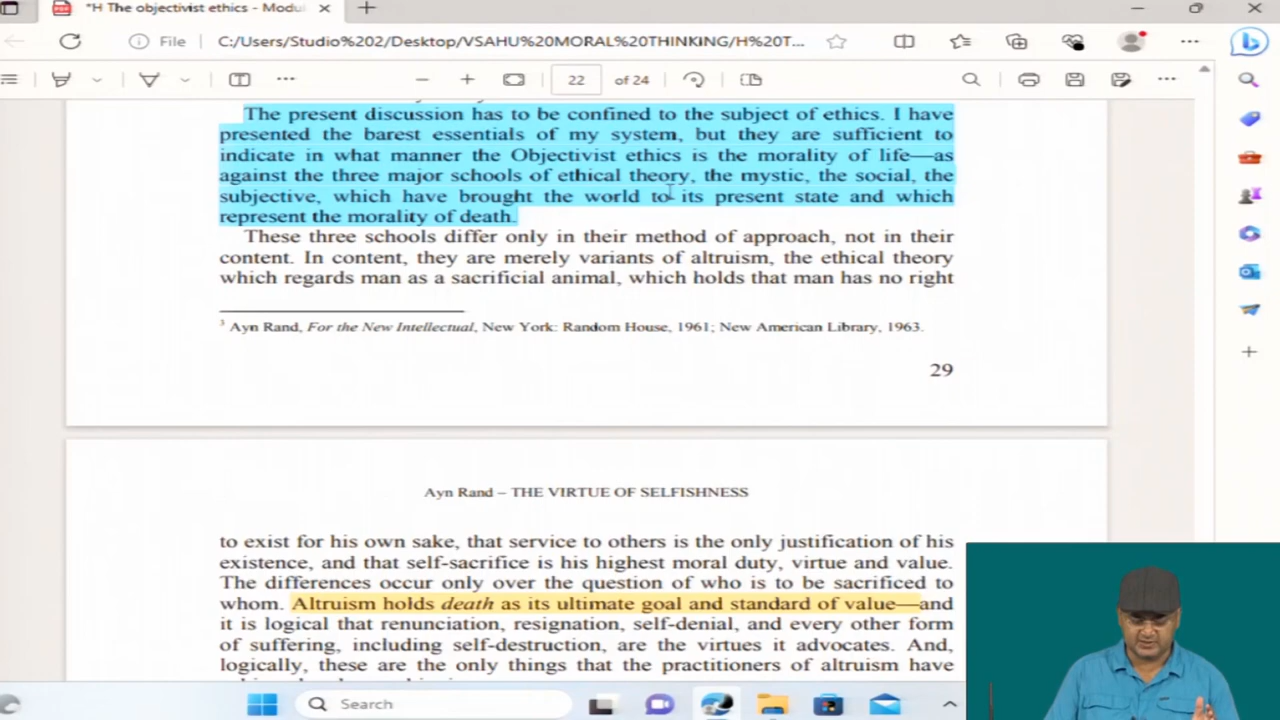 "H The objectivist ethics - Modu
File
C:/Users/Studio%202/Desktop/VSAHU%20MORAL%20THINKING/H%20T...
22 of 24
The present discussion has to be confined to the subject of ethics. I have
presented the barest essentials of my system, but they are sufficient to
indicate in what manner the Objectivist ethics is the morality of life—as
against the three major schools of ethical theory, the mystic, the social, the
subjective, which have brought the world to its present state and which
represent the morality of death.
These three schools differ only in their method of approach, not in their
content. In content, they are merely variants of altruism, the ethical theory
which regards man as a sacrificial animal, which holds that man has no right
3 Ayn Rand, For the New Intellectual, New York: Random House, 1961; New American Library, 1963.
29
Ayn Rand – THE VIRTUE OF SELFISHNESS
to exist for his own sake, that service to others is the only justification of his
existence, and that self-sacrifice is his highest moral duty, virtue and value.
The differences occur only over the question of who is to be sacrificed to
whom. Altruism holds death as its ultimate goal and standard of value—and
it is logical that renunciation, resignation, self-denial, and every other form
of suffering, including self-destruction, are the virtues it advocates. And,
logically, these are the only things that the practitioners of altruism have
Search